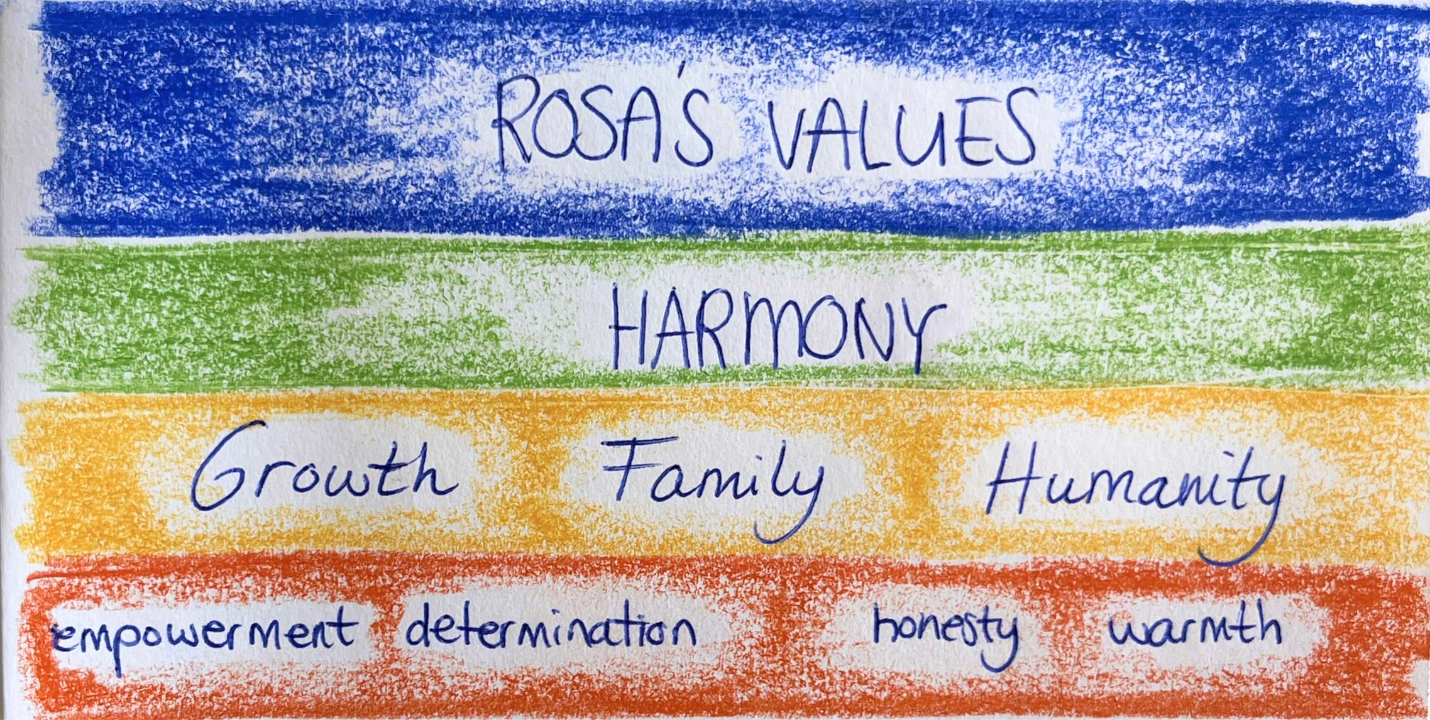 ROSA'S VALUES
HARMONY
Growth Family Humanity
empowerment determination honesty warmth